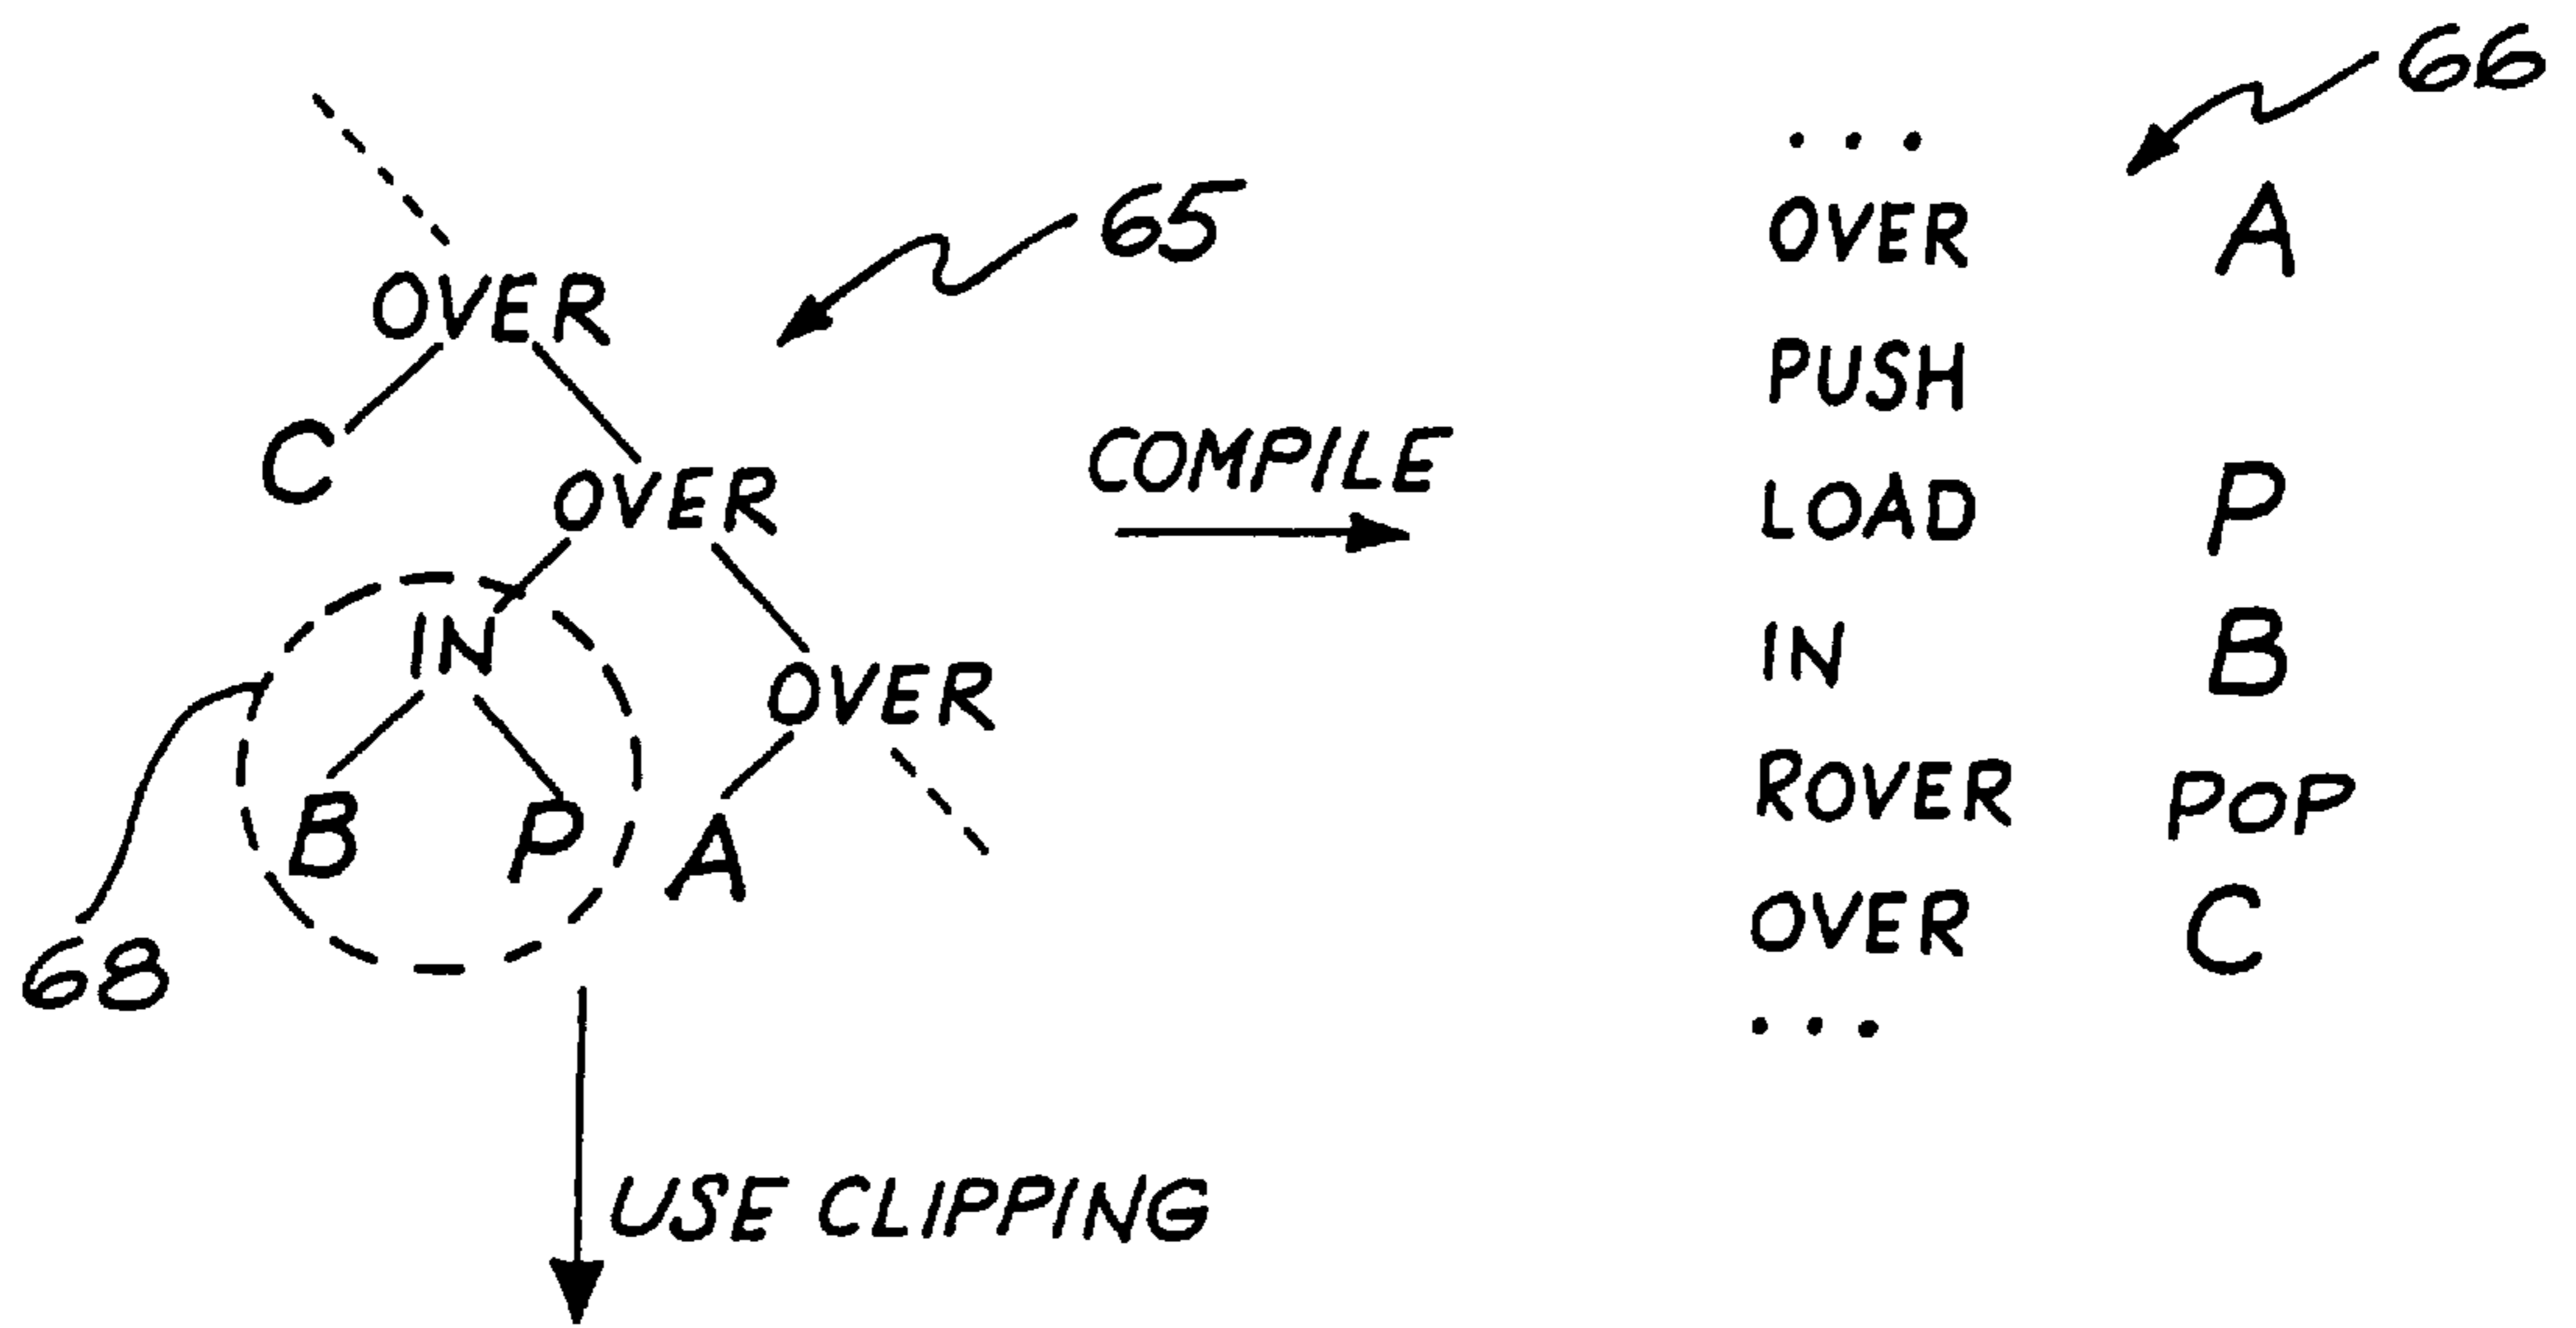 65
OVER
C
OVER
IN
OVER
B P A
68
COMPILE
USE CLIPPING
66
...
OVER A
PUSH
LOAD P
IN B
ROVER POP
OVER C
...